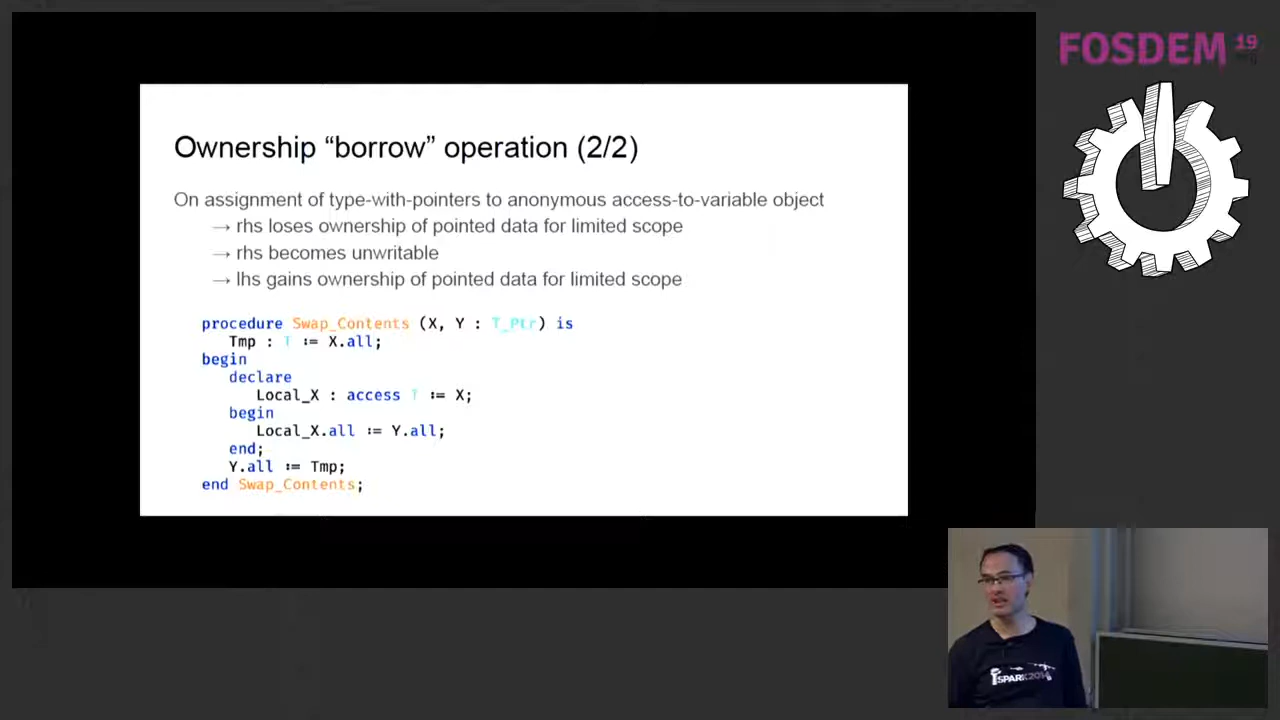 FOSDEM 19
.org
Ownership “borrow” operation (2/2)
On assignment of type-with-pointers to anonymous access-to-variable object
→ rhs loses ownership of pointed data for limited scope
→ rhs becomes unwritable
→ lhs gains ownership of pointed data for limited scope
procedure Swap_Contents (X, Y : T_Ptr) is
Tmp : T := X.all;
begin
declare
Local_X : access T := X;
begin
Local_X.all := Y.all;
end;
Y.all := Tmp;
end Swap_Contents;
SPARK2014